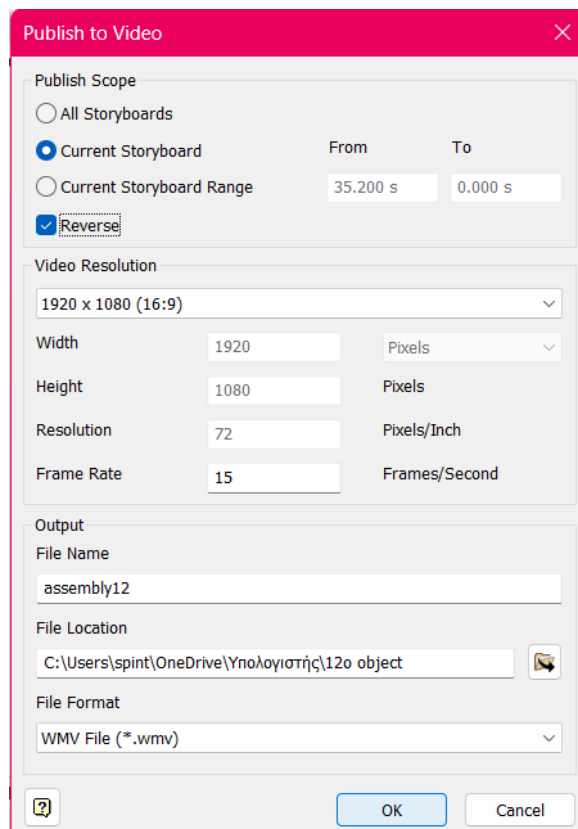 Publish to Video
Publish Scope
All Storyboards
Current Storyboard From To
Current Storyboard Range 35.200 s 0.000 s
Reverse
Video Resolution
1920 x 1080 (16:9)
Width 1920 Pixels
Height 1080 Pixels
Resolution 72 Pixels/Inch
Frame Rate 15 Frames/Second
Output
File Name
assembly12
File Location
C:\Users\spint\OneDrive\Υπολογιστής\12ο object
File Format
WMV File (*.wmv)
? OK Cancel